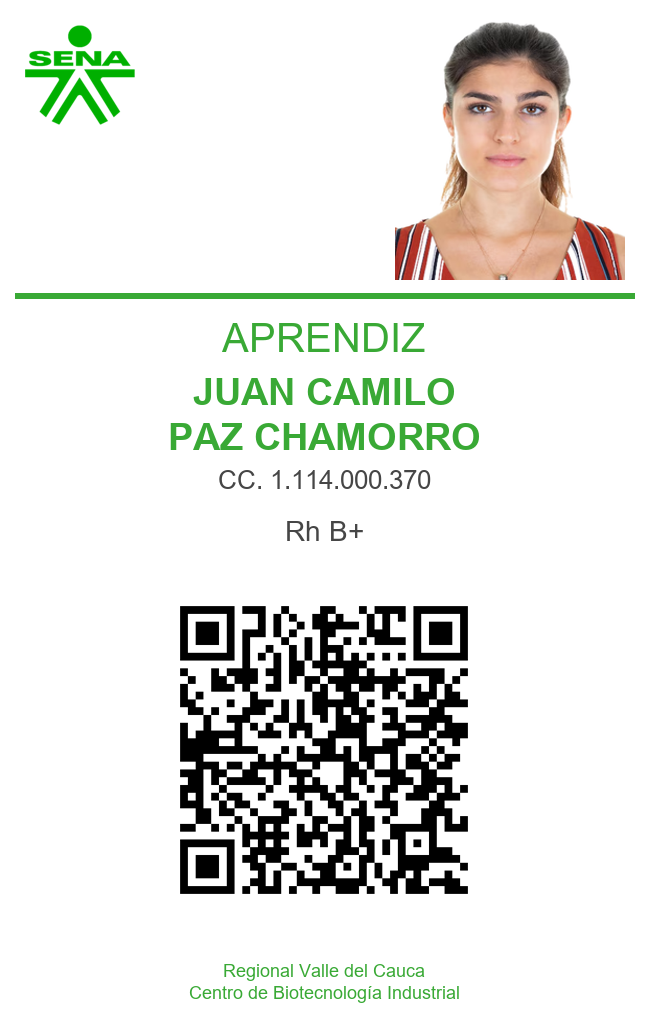 SENA
APRENDIZ
JUAN CAMILO
PAZ CHAMORRO
CC. 1.114.000.370
Rh B+
Regional Valle del Cauca
Centro de Biotecnología Industrial